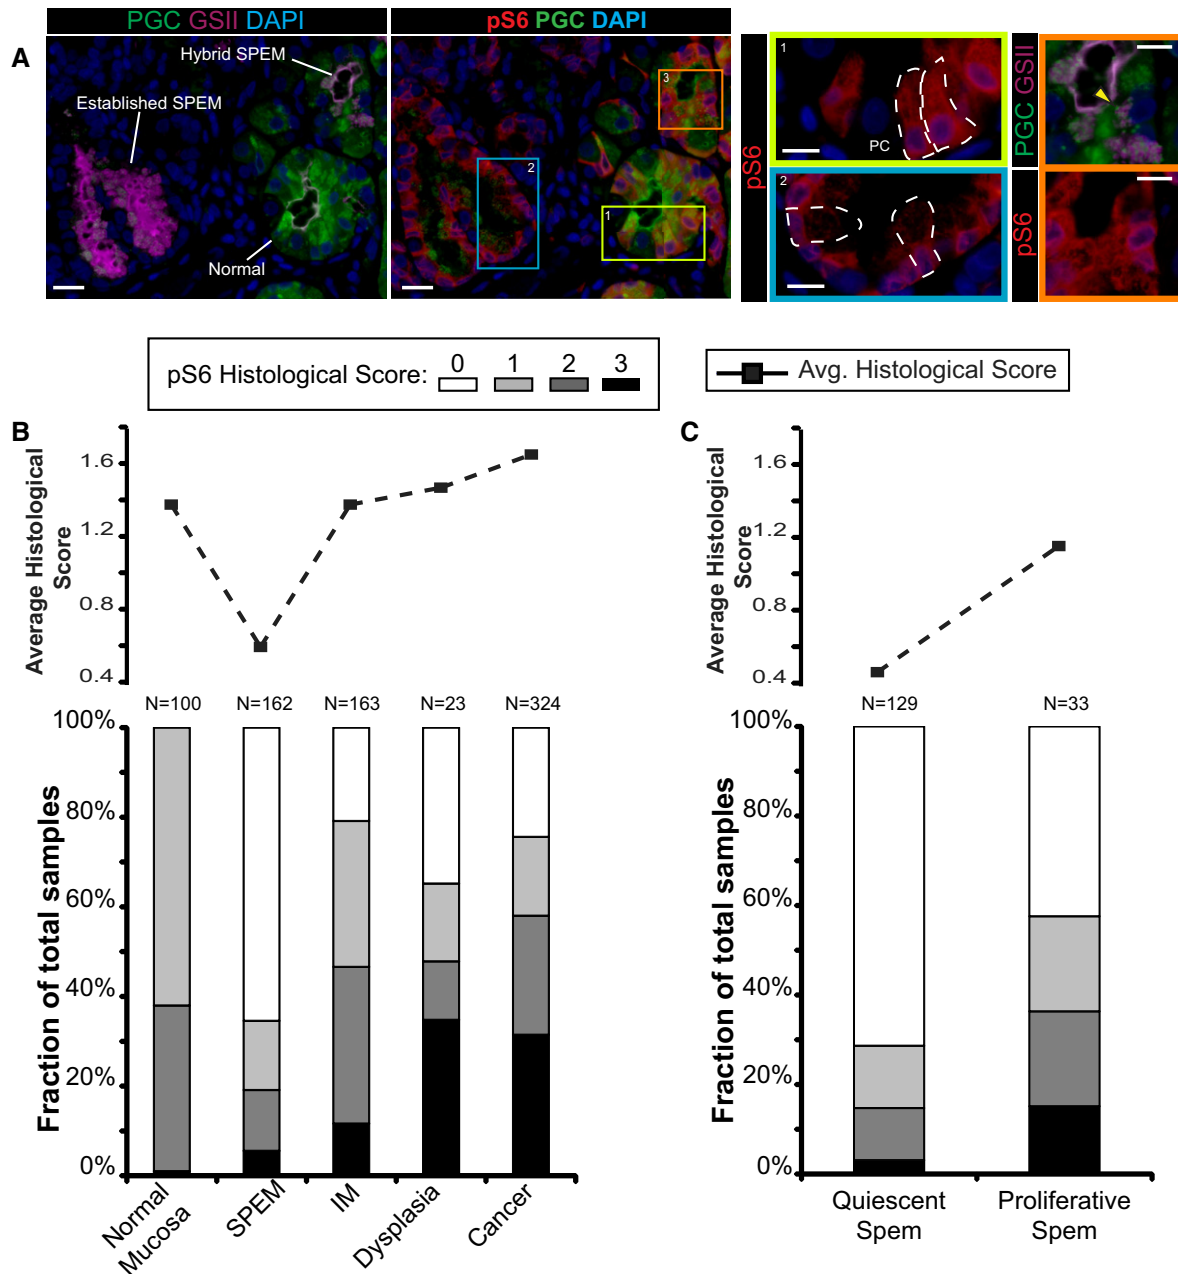 A
PGC GSII DAPI
pS6 PGC DAPI
Hybrid SPEM
Established SPEM
Normal
3
2
1
pS6
1
PC
2
PGC GSII
pS6
pS6 Histological Score: 0 1 2 3
Avg. Histological Score
B
Average Histological Score
1.6
1.2
0.8
0.4
N=100 N=162 N=163 N=23 N=324
Fraction of total samples
100%
80%
60%
40%
20%
0%
Normal Mucosa
SPEM
IM
Dysplasia
Cancer
C
Average Histological Score
1.6
1.2
0.8
0.4
N=129 N=33
Fraction of total samples
100%
80%
60%
40%
20%
0%
Quiescent Spem
Proliferative Spem